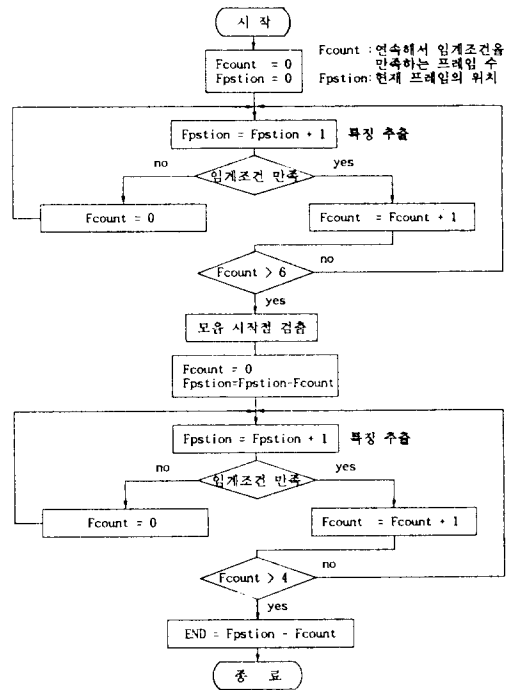 시 작
Fcount = 0
Fpstion = 0
Fcount : 연속해서 임계조건을
만족하는 프레임 수
Fpstion: 현재 프레임의 위치
Fpstion = Fpstion + 1
특징 추출
no
임계조건 만족
yes
Fcount = 0
Fcount = Fcount + 1
Fcount > 6
no
yes
모음 시작점 검출
Fcount = 0
Fpstion=Fpstion-Fcount
Fpstion = Fpstion + 1
특징 추출
no
임계조건 만족
yes
Fcount = 0
Fcount = Fcount + 1
Fcount > 4
no
yes
END = Fpstion - Fcount
종 료